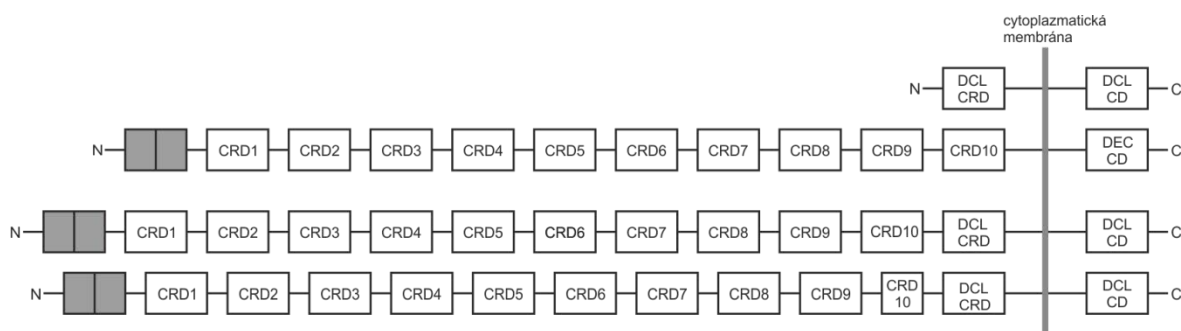 cytoplazmatická
membrána
N DCL CRD DCL CD C
N CRD1 CRD2 CRD3 CRD4 CRD5 CRD6 CRD7 CRD8 CRD9 CRD10 DEC CD C
N CRD1 CRD2 CRD3 CRD4 CRD5 CRD6 CRD7 CRD8 CRD9 CRD10 DCL CRD DCL CD C
N CRD1 CRD2 CRD3 CRD4 CRD5 CRD6 CRD7 CRD8 CRD9 CRD 10 DCL CRD DCL CD C